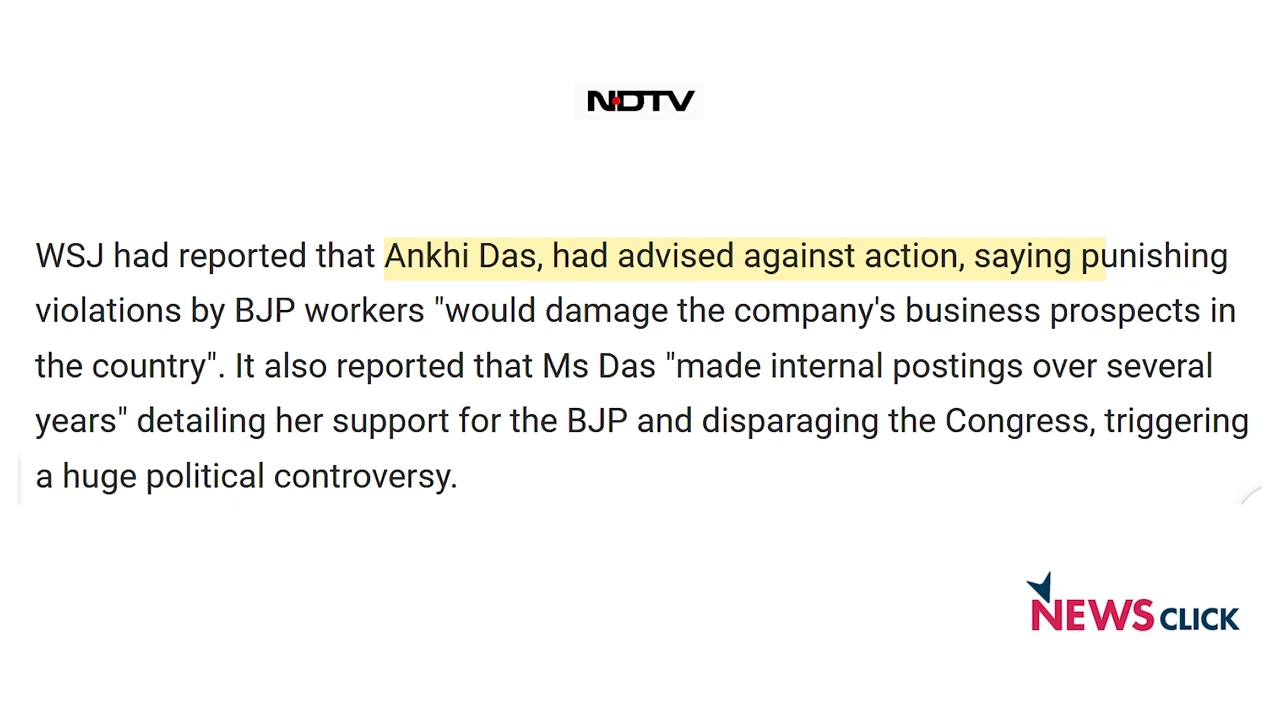 NDTV
WSJ had reported that Ankhi Das, had advised against action, saying punishing
violations by BJP workers "would damage the company's business prospects in
the country". It also reported that Ms Das "made internal postings over several
years" detailing her support for the BJP and disparaging the Congress, triggering
a huge political controversy.
NEWS CLICK